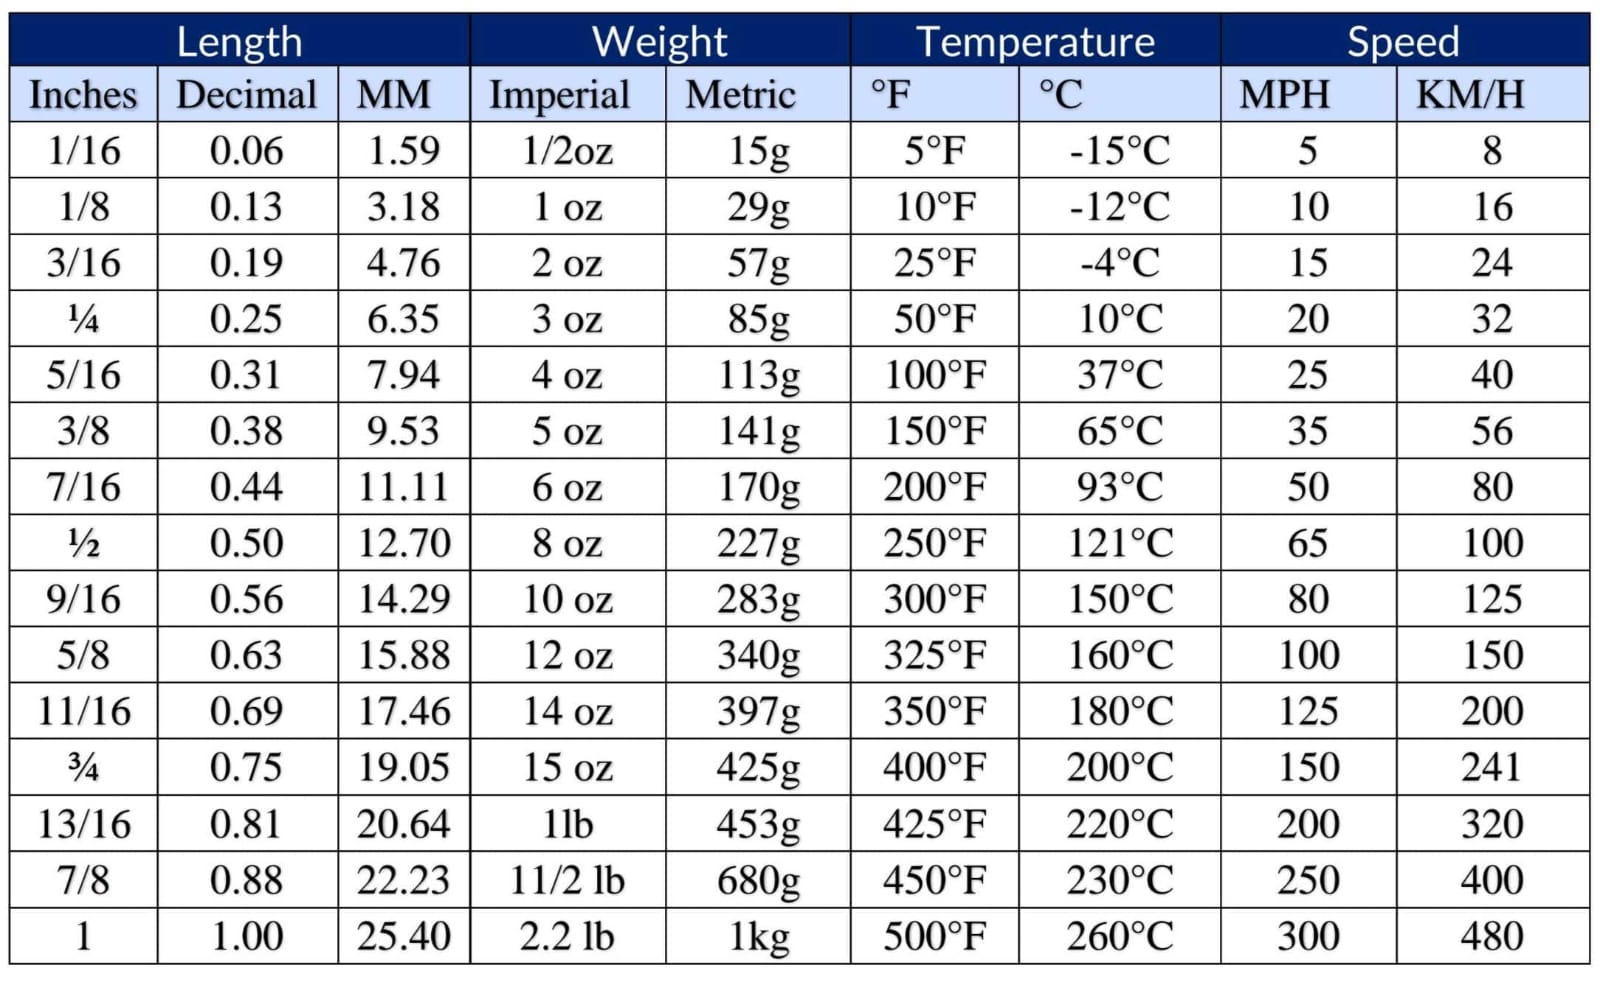 Length Weight Temperature Speed
Inches Decimal MM Imperial Metric °F °C MPH KM/H
1/16 0.06 1.59 1/2oz 15g 5°F -15°C 5 8
1/8 0.13 3.18 1 oz 29g 10°F -12°C 10 16
3/16 0.19 4.76 2 oz 57g 25°F -4°C 15 24
¼ 0.25 6.35 3 oz 85g 50°F 10°C 20 32
5/16 0.31 7.94 4 oz 113g 100°F 37°C 25 40
3/8 0.38 9.53 5 oz 141g 150°F 65°C 35 56
7/16 0.44 11.11 6 oz 170g 200°F 93°C 50 80
½ 0.50 12.70 8 oz 227g 250°F 121°C 65 100
9/16 0.56 14.29 10 oz 283g 300°F 150°C 80 125
5/8 0.63 15.88 12 oz 340g 325°F 160°C 100 150
11/16 0.69 17.46 14 oz 397g 350°F 180°C 125 200
¾ 0.75 19.05 15 oz 425g 400°F 200°C 150 241
13/16 0.81 20.64 1lb 453g 425°F 220°C 200 320
7/8 0.88 22.23 11/2 lb 680g 450°F 230°C 250 400
1 1.00 25.40 2.2 lb 1kg 500°F 260°C 300 480